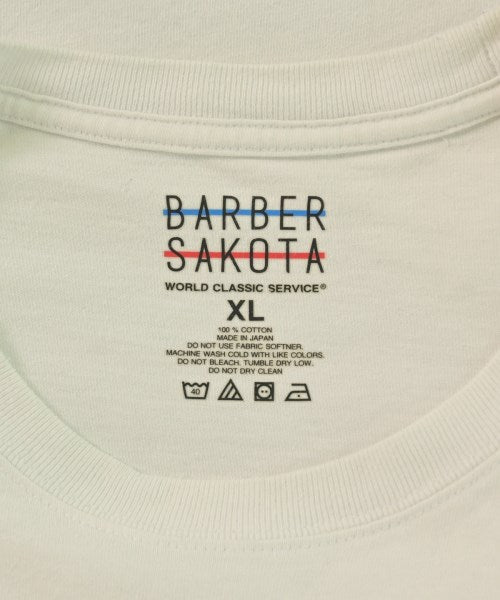 BARBER
SAKOTA
WORLD CLASSIC SERVICE®
XL
100 % COTTON
MADE IN JAPAN
DO NOT USE FABRIC SOFTNER.
MACHINE WASH COLD WITH LIKE COLORS.
DO NOT BLEACH. TUMBLE DRY LOW.
DO NOT DRY CLEAN
40